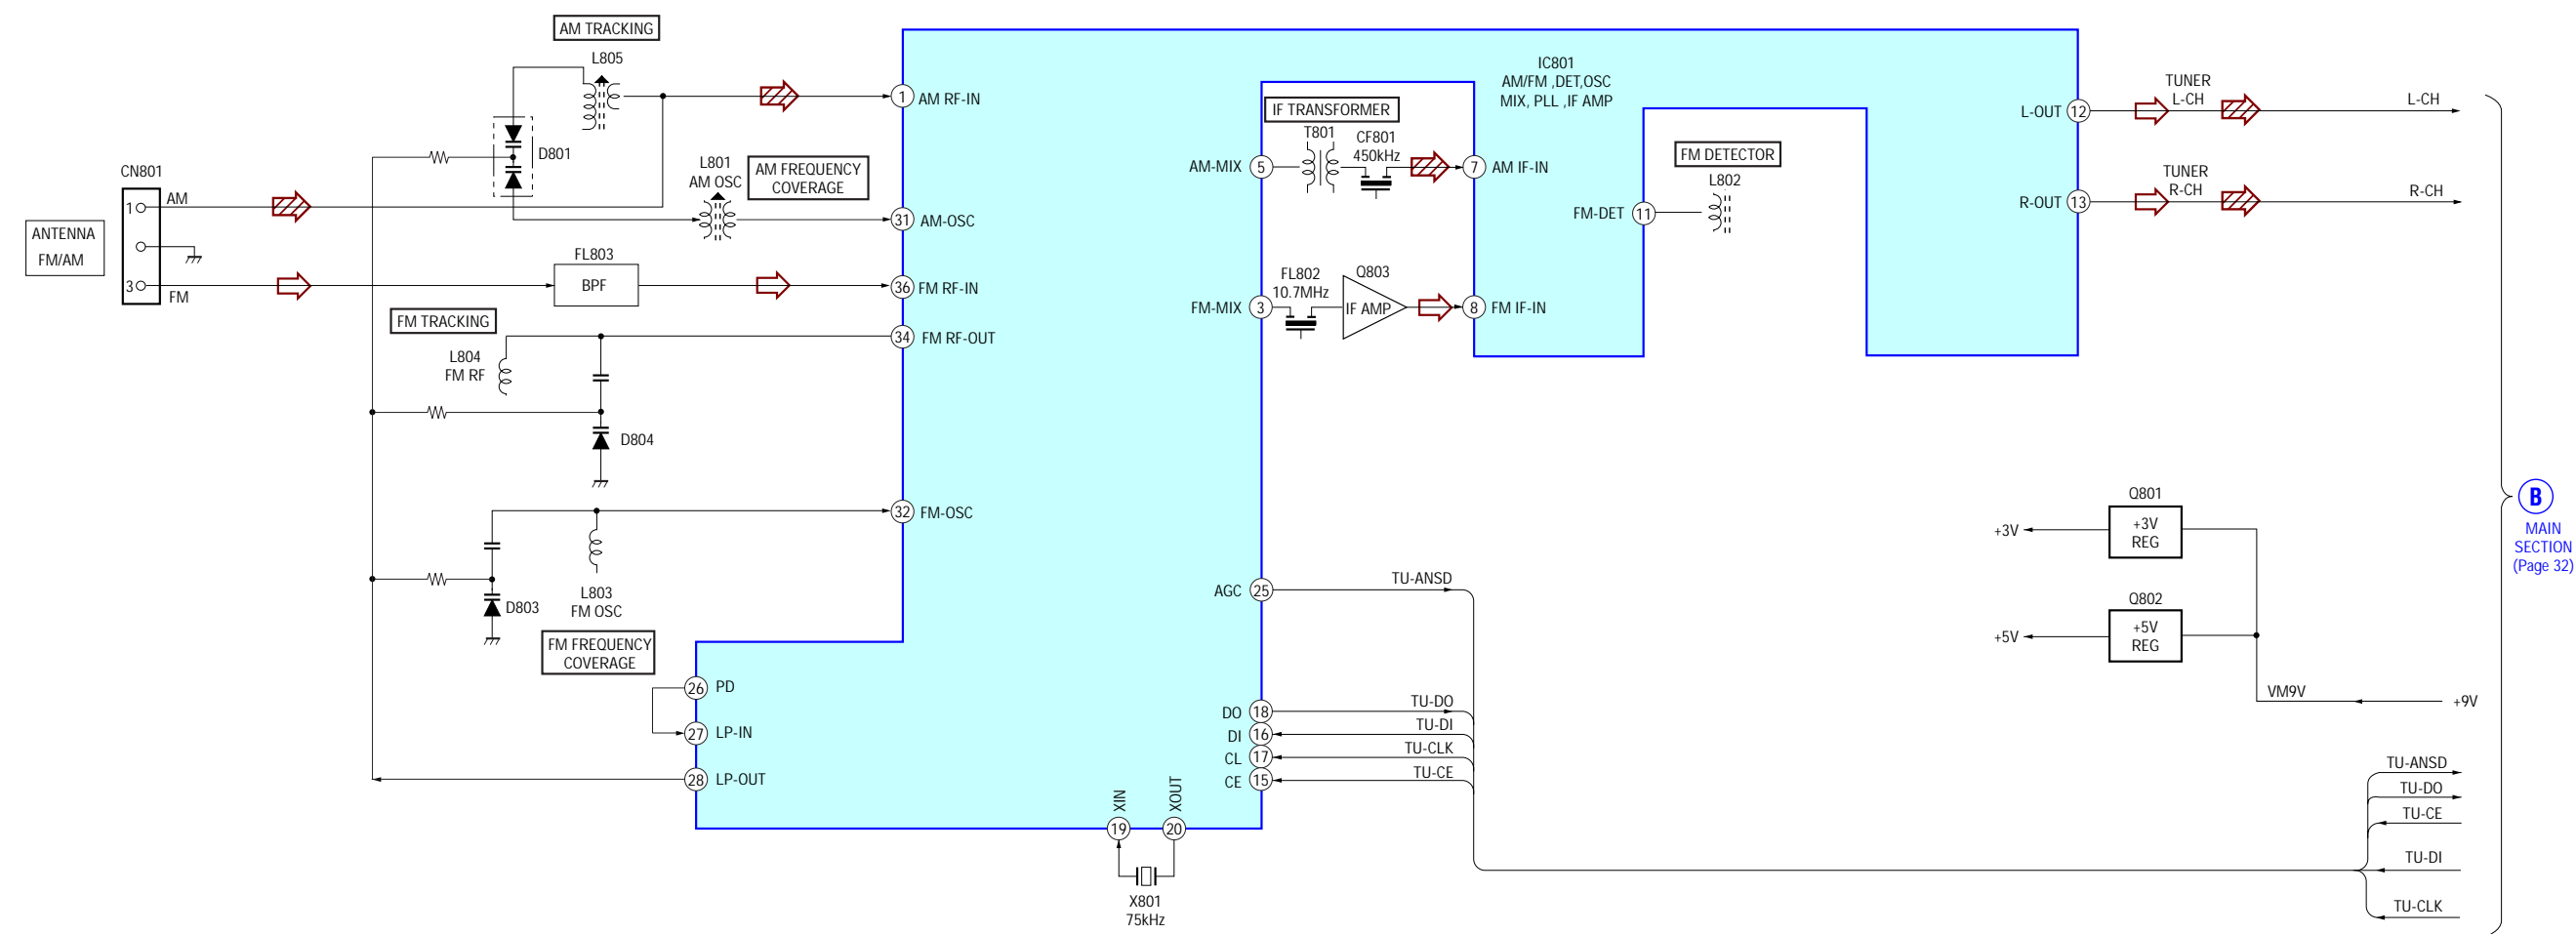 AM TRACKING
L805
CN801
1
AM
ANTENNA
FM/AM
3
FM
D801
L801
AM OSC
AM FREQUENCY
COVERAGE
FL803
BPF
FM TRACKING
L804
FM RF
D804
D803
L803
FM OSC
FM FREQUENCY
COVERAGE
1 AM RF-IN
31 AM-OSC
36 FM RF-IN
34 FM RF-OUT
32 FM-OSC
26 PD
27 LP-IN
28 LP-OUT
IC801
AM/FM ,DET,OSC
MIX, PLL ,IF AMP
IF TRANSFORMER
T801
CF801
450kHz
AM-MIX 5
7 AM IF-IN
FM DETECTOR
L802
FM-DET 11
FL802
10.7MHz
Q803
IF AMP
FM-MIX 3
8 FM IF-IN
L-OUT 12
TUNER
L-CH
L-CH
R-OUT 13
TUNER
R-CH
R-CH
AGC 25
TU-ANSD
DO 18
TU-DO
DI 16
TU-DI
CL 17
TU-CLK
CE 15
TU-CE
XIN
19
XOUT
20
X801
75kHz
Q801
+3V
REG
+3V
Q802
+5V
REG
+5V
VM9V
+9V
TU-ANSD
TU-DO
TU-CE
TU-DI
TU-CLK
B
MAIN
SECTION
(Page 32)